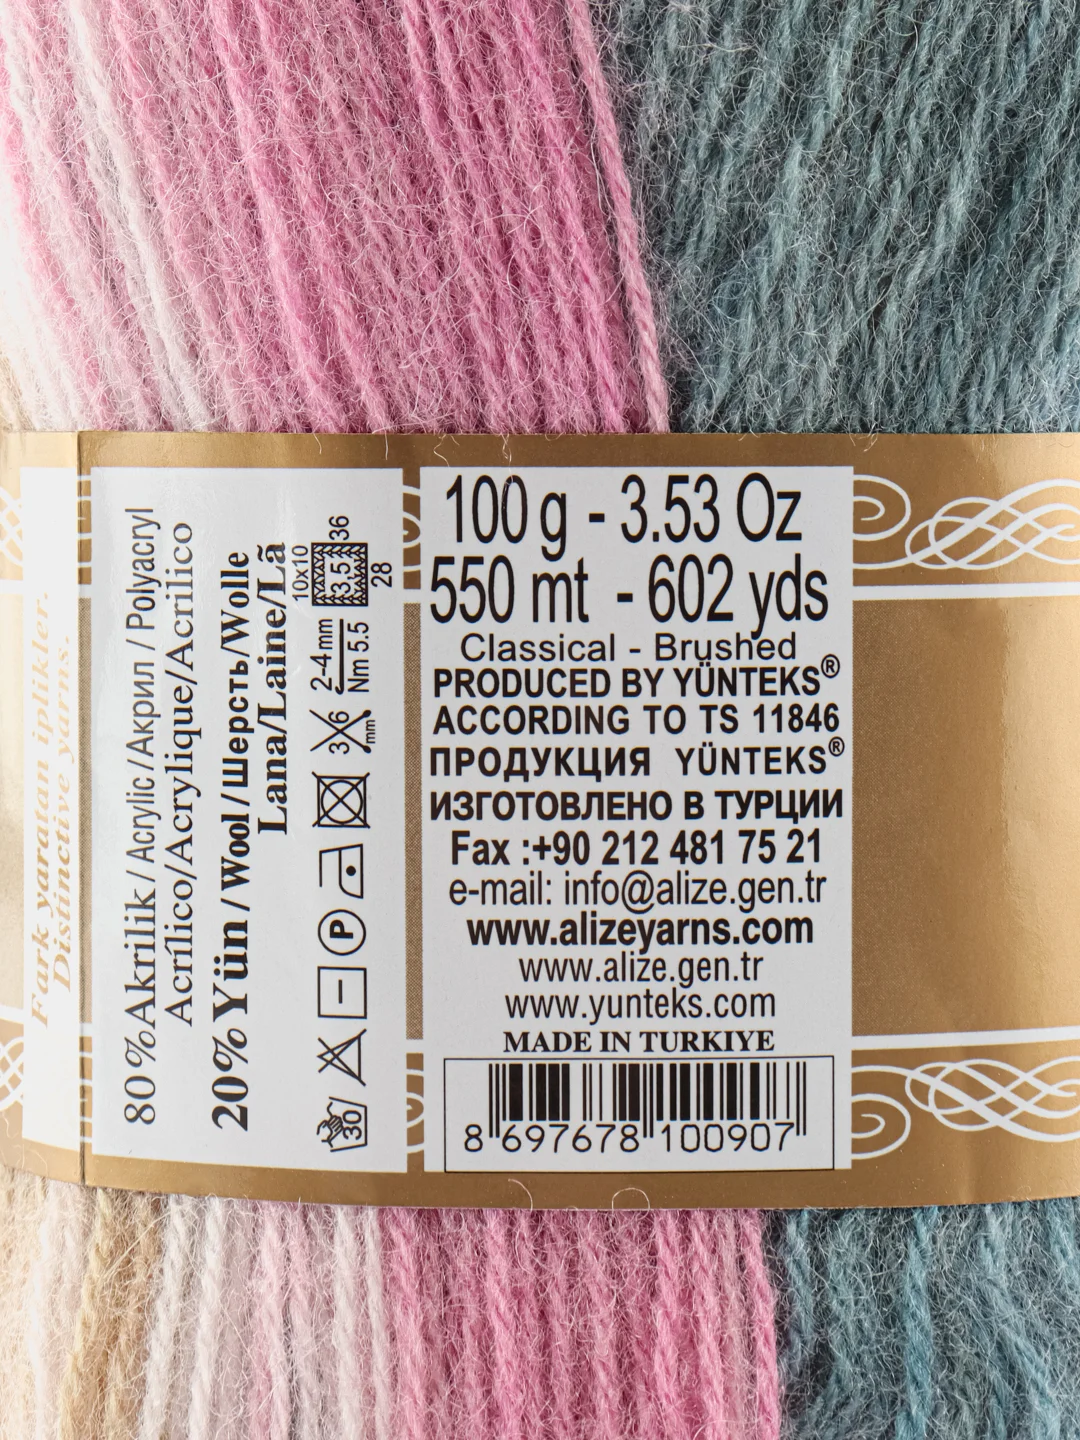 Fark yaratan iplikler.
Distinctive yarns.
80%Akrilik/Acrylic/Акрил/Polyacryl
Acrílico/Acrylique/Acrilico
20%Yün/Wool/Шерсть/Wolle
Lana/Laine/Lã
30
P
3 6
mm
2-4mm
Nm 5.5
10x10
3,5
36
28
100 g - 3.53 Oz
550 mt - 602 yds
Classical - Brushed
PRODUCED BY YÜNTEKS®
ACCORDING TO TS 11846
ПРОДУКЦИЯ YÜNTEKS®
ИЗГОТОВЛЕНО В ТУРЦИИ
Fax :+90 212 481 75 21
e-mail: info@alize.gen.tr
www.alizeyarns.com
www.alize.gen.tr
www.yunteks.com
MADE IN TURKIYE
8 697678 100907